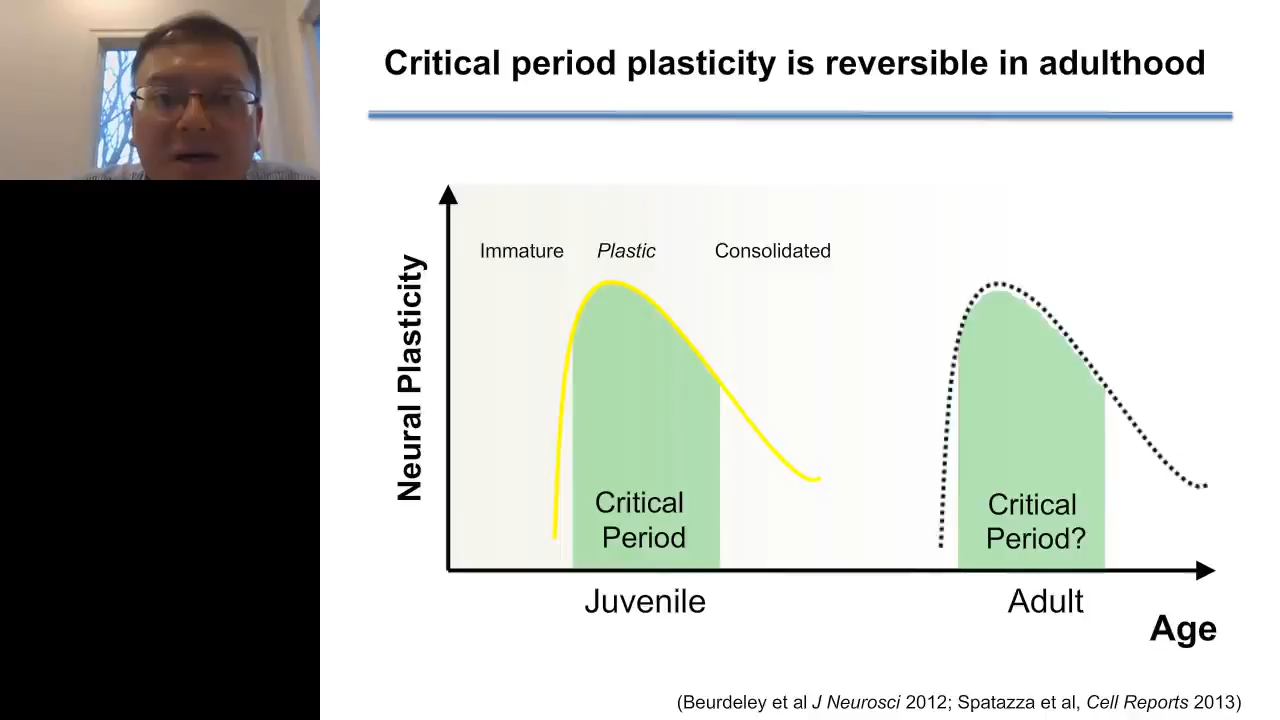 Critical period plasticity is reversible in adulthood
Neural Plasticity
Immature Plastic Consolidated
Critical
Period
Critical
Period?
Juvenile
Adult
Age
(Beurdeley et al J Neurosci 2012; Spatazza et al, Cell Reports 2013)